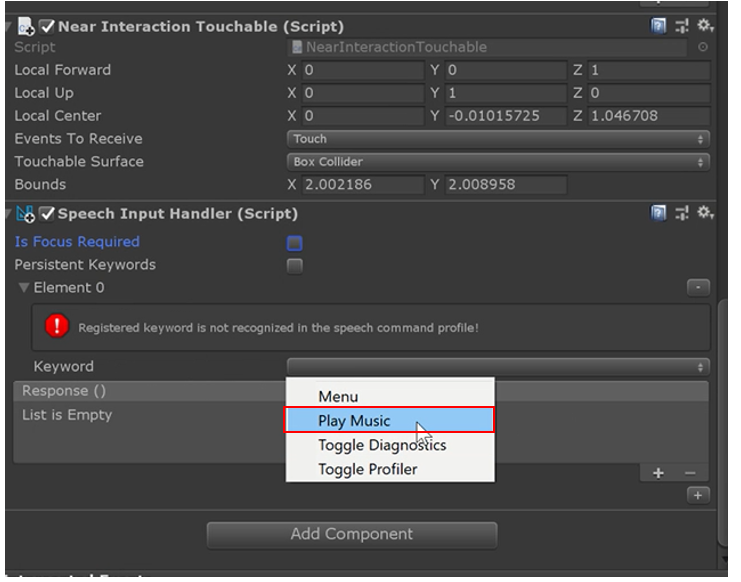 Near Interaction Touchable (Script)
Script NearInteractionTouchable
Local Forward X 0 Y 0 Z 1
Local Up X 0 Y 1 Z 0
Local Center X 0 Y -0.01015725 Z 1.046708
Events To Receive Touch
Touchable Surface Box Collider
Bounds X 2.002186 Y 2.008958
Speech Input Handler (Script)
Is Focus Required
Persistent Keywords
Element 0 -
Registered keyword is not recognized in the speech command profile!
Keyword
Response ()
List is Empty
Menu
Play Music
Toggle Diagnostics
Toggle Profiler
+ −
+
Add Component